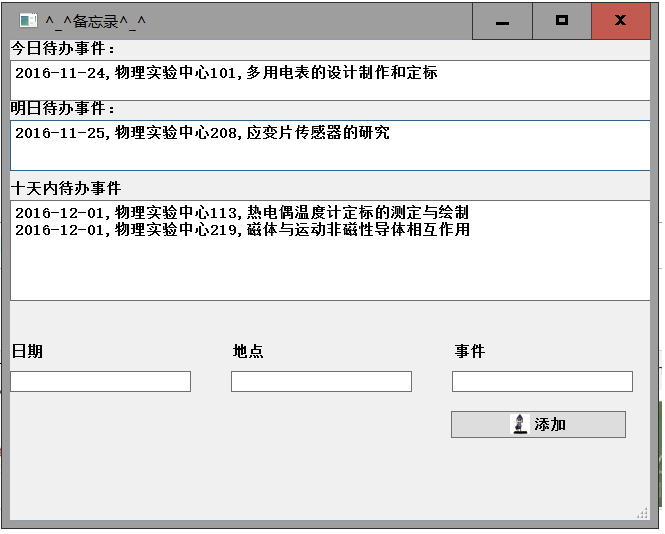 ^_^备忘录^_^
今日待办事件：
2016-11-24,物理实验中心101,多用电表的设计制作和定标
明日待办事件：
2016-11-25,物理实验中心208,应变片传感器的研究
十天内待办事件
2016-12-01,物理实验中心113,热电偶温度计定标的测定与绘制
2016-12-01,物理实验中心219,磁体与运动非磁性导体相互作用
日期 地点 事件
添加